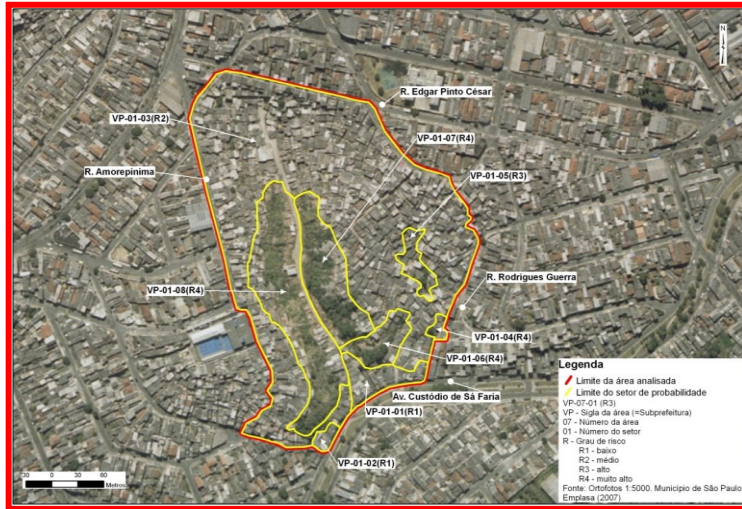 N
R. Edgar Pinto César
VP-01-03(R2)
VP-01-07(R4)
R. Amorepinima
VP-01-05(R3)
R. Rodrigues Guerra
VP-01-08(R4)
VP-01-04(R4)
VP-01-06(R4)
Av. Custódio de Sá Faria
VP-01-01(R1)
VP-01-02(R1)
30 0 30 60
Metros
Legenda
Limite da área analisada
Limite do setor de probabilidade
VP-07-01 (R3)
VP - Sigla da área (=Subprefeitura)
07 - Número da área
01 - Número do setor
R - Grau de risco
R1 - baixo
R2 - médio
R3 - alto
R4 - muito alto
Fonte: Ortofotos 1:5000. Municipio de São Paulo
Emplasa (2007)